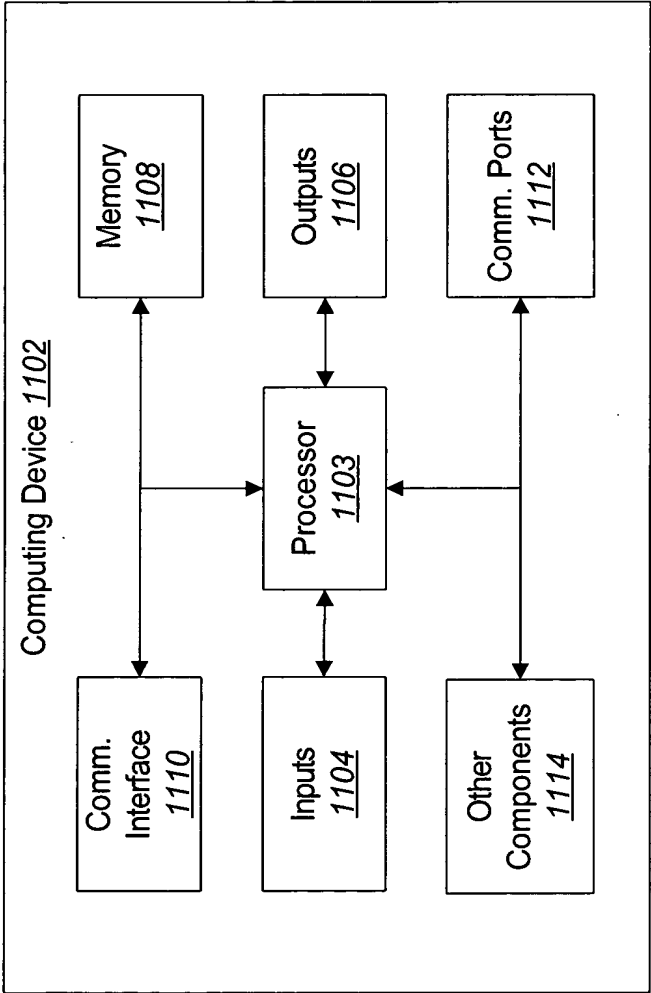 Computing Device 1102
Comm.
Interface
1110
Memory
1108
Inputs
1104
Processor
1103
Outputs
1106
Other
Components
1114
Comm. Ports
1112